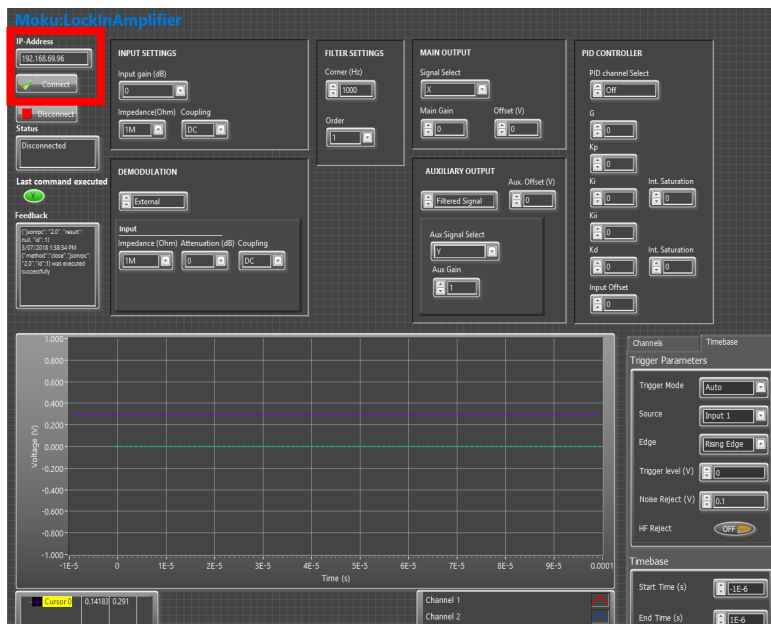 Moku:LockInAmplifier
IP-Address
192.168.69.96
Connect
Disconnect
Status
Disconnected
Last command executed
Y
Feedback
{"jsonrpc": "2.0", "result":
null, "id": 1}
3/07/2018 1:38:34 PM
{"method":"close","jsonrpc":
"2.0","id":1} was executed
successfully
INPUT SETTINGS
Input gain (dB)
0
Impedance(Ohm) Coupling
1M DC
DEMODULATION
External
Input
Impedance (Ohm) Attenuation (dB) Coupling
1M 0 DC
FILTER SETTINGS
Corner (Hz)
1000
Order
1
MAIN OUTPUT
Signal Select
X
Main Gain Offset (V)
0 0
AUXILIARY OUTPUT
Aux. Offset (V)
Filtered Signal 0
Aux Signal Select
Y
Aux Gain
1
PID CONTROLLER
PID channel Select
Off
G
0
Kp
0
Ki Int. Saturation
0 0
Kii
0
Kd Int. Saturation
0 0
Input Offset
0
Voltage (V)
1.000
0.800
0.600
0.400
0.200
0.000
-0.200
-0.400
-0.600
-0.800
-1.000
-1E-5 0 1E-5 2E-5 3E-5 4E-5 5E-5 6E-5 7E-5 8E-5 9E-5 0.0001
Time (s)
Cursor 0 0.14183 0.291
Channel 1
Channel 2
Channels Timebase
Trigger Parameters
Trigger Mode Auto
Source Input 1
Edge Rising Edge
Trigger level (V) 0
Noise Reject (V) 0.1
HF Reject OFF
Timebase
Start Time (s) -1E-6
End Time (s) 1E-6